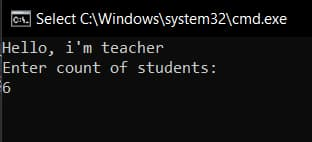 Select C:\Windows\system32\cmd.exe
Hello, i'm teacher
Enter count of students:
6